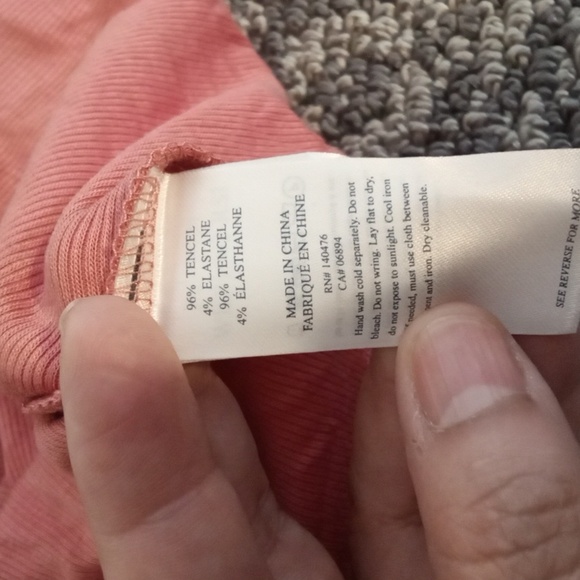 96% TENCEL
4% ELASTANE
96% TENCEL
4% ÉLASTHANNE
MADE IN CHINA
FABRIQUÉ EN CHINE
RN# 140476
CA# 06894
Hand wash cold separately. Do not
bleach. Do not wring. Lay flat to dry,
do not expose to sunlight. Cool iron
needed, must use cloth between
and iron. Dry cleanable.
SEE REVERSE FOR MORE